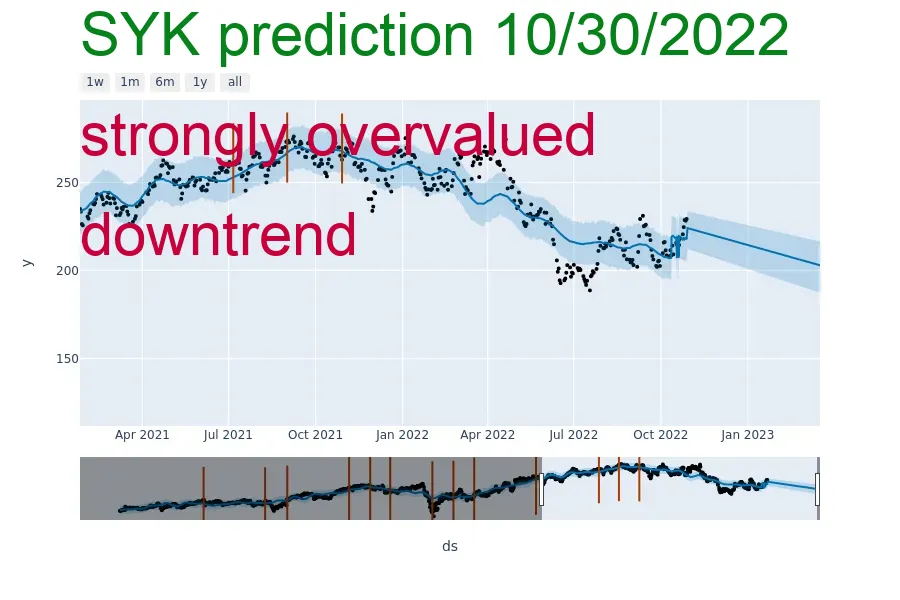 SYK prediction 10/30/2022
1w 1m 6m 1y all
strongly overvalued
250
downtrend
y
200
150
Apr 2021 Jul 2021 Oct 2021 Jan 2022 Apr 2022 Jul 2022 Oct 2022 Jan 2023
ds